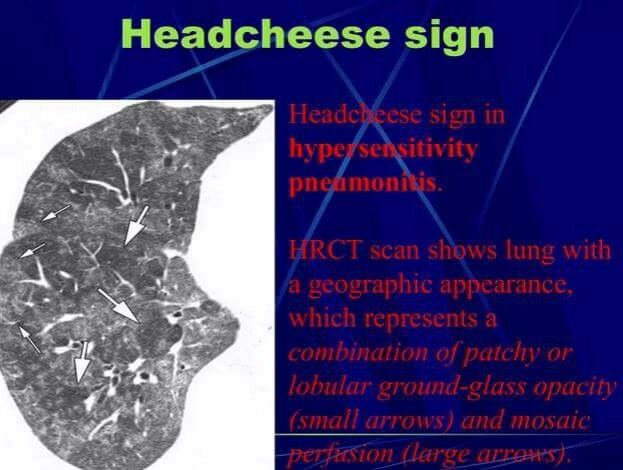 Headcheese sign
Headcheese sign in
hypersensitivity
pneumonitis.
HRCT scan shows lung with
a geographic appearance,
which represents a
combination of patchy or
lobular ground-glass opacity
(small arrows) and mosaic
perfusion (large arrows).